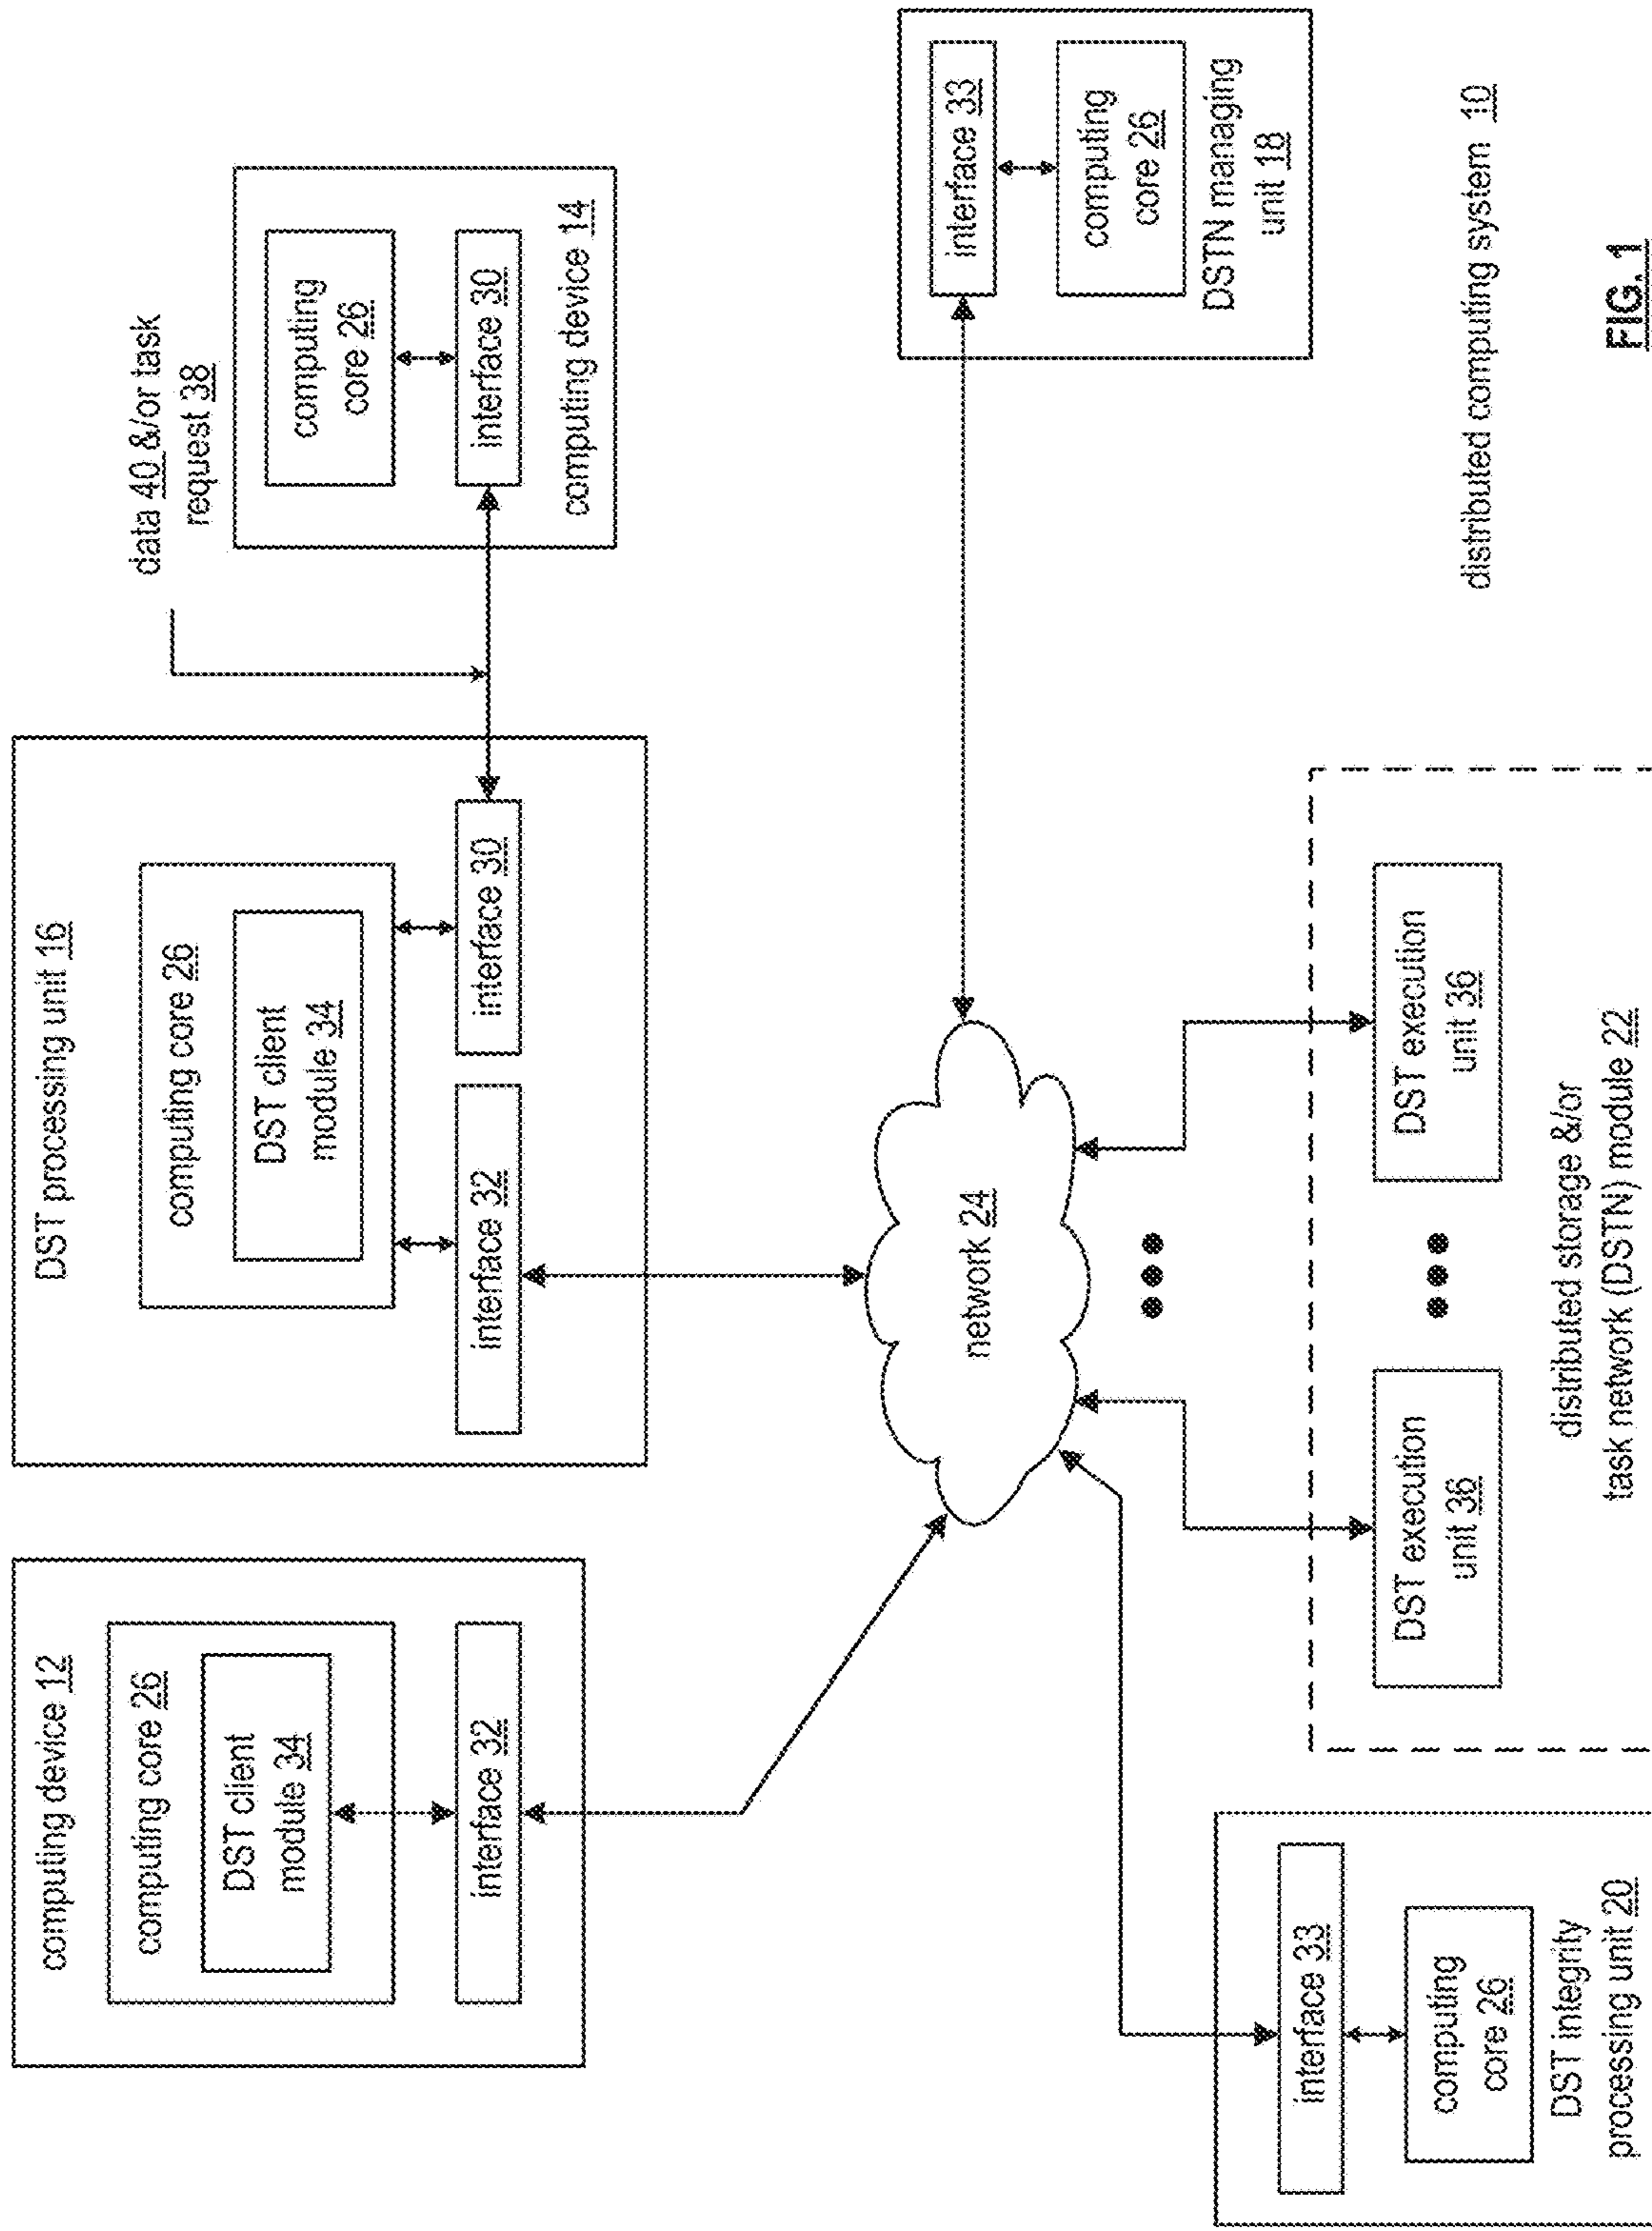 computing device 12
computing core 26
DST client
module 34
interface 32
DST processing unit 16
computing core 26
DST client
module 34
interface 32
interface 30
data 40 &/or task
request 38
computing
core 26
interface 30
computing device 14
network 24
interface 33
computing
core 26
DSTN managing
unit 18
interface 33
computing
core 26
DST integrity
processing unit 20
DST execution
unit 36
DST execution
unit 36
distributed storage &/or
task network (DSTN) module 22
distributed computing system 10
FIG. 1